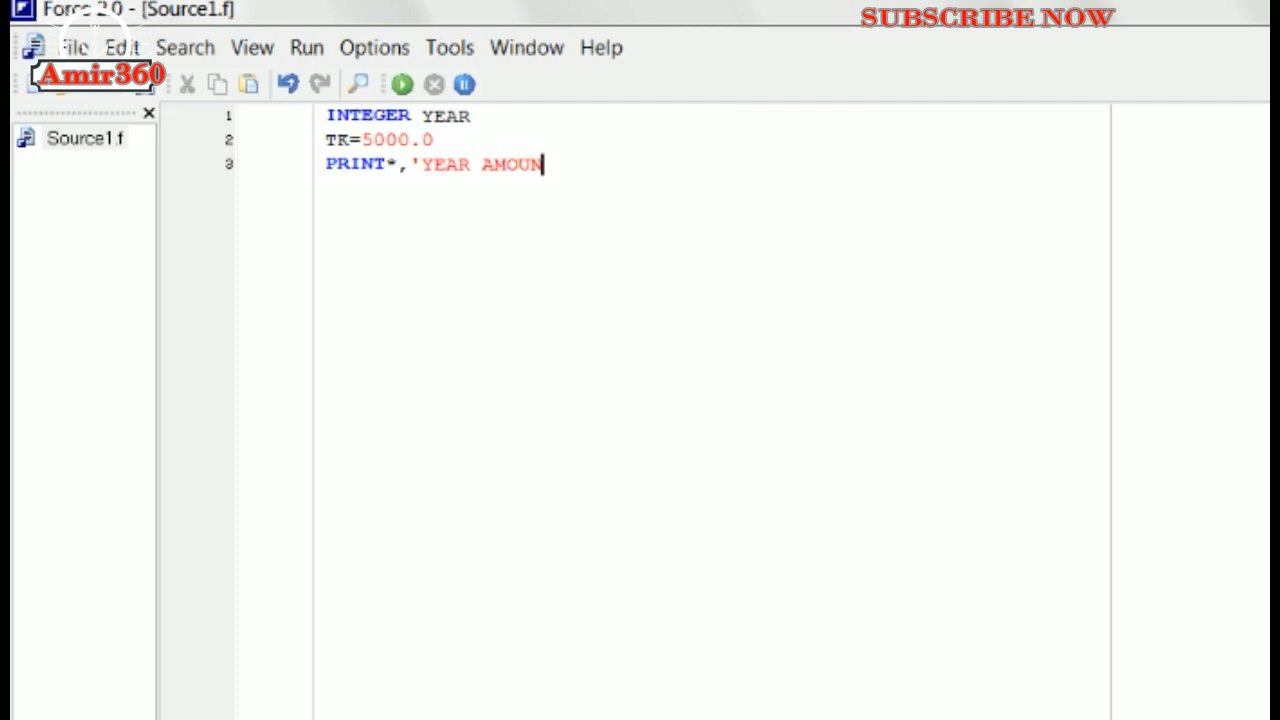 Force 2.0 - [Source1.f]
SUBSCRIBE NOW
File Edit Search View Run Options Tools Window Help
Amir360
Source1.f
1 INTEGER YEAR
2 TK=5000.0
3 PRINT*,'YEAR AMOUN